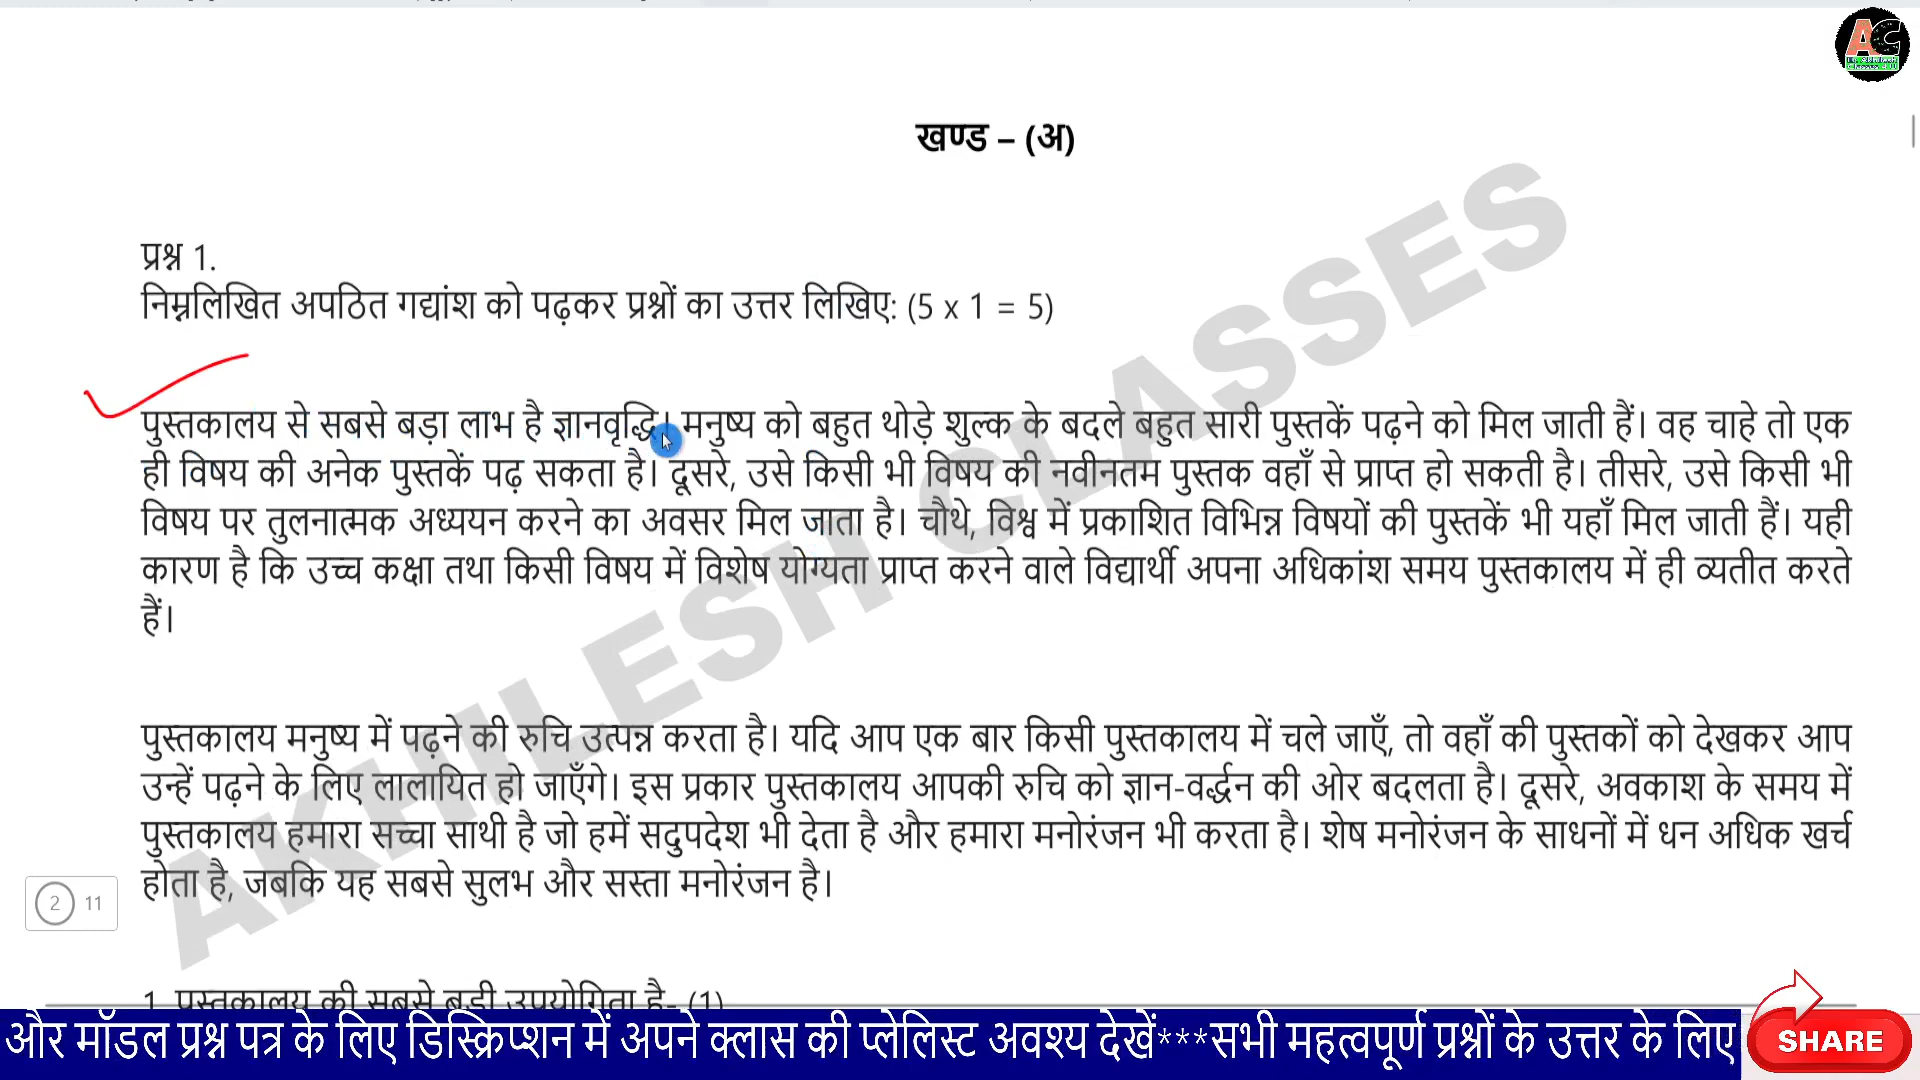 खण्ड – (अ)
प्रश्न 1.
निम्नलिखित अपठित गद्यांश को पढ़कर प्रश्नों का उत्तर लिखिए: (5 x 1 = 5)
पुस्तकालय से सबसे बड़ा लाभ है ज्ञानवृद्धि। मनुष्य को बहुत थोड़े शुल्क के बदले बहुत सारी पुस्तकें पढ़ने को मिल जाती हैं। वह चाहे तो एक
ही विषय की अनेक पुस्तकें पढ़ सकता है। दूसरे, उसे किसी भी विषय की नवीनतम पुस्तक वहाँ से प्राप्त हो सकती है। तीसरे, उसे किसी भी
विषय पर तुलनात्मक अध्ययन करने का अवसर मिल जाता है। चौथे, विश्व में प्रकाशित विभिन्न विषयों की पुस्तकें भी यहाँ मिल जाती हैं। यही
कारण है कि उच्च कक्षा तथा किसी विषय में विशेष योग्यता प्राप्त करने वाले विद्यार्थी अपना अधिकांश समय पुस्तकालय में ही व्यतीत करते
हैं।
पुस्तकालय मनुष्य में पढ़ने की रुचि उत्पन्न करता है। यदि आप एक बार किसी पुस्तकालय में चले जाएँ, तो वहाँ की पुस्तकों को देखकर आप
उन्हें पढ़ने के लिए लालायित हो जाएँगे। इस प्रकार पुस्तकालय आपकी रुचि को ज्ञान-वर्द्धन की ओर बदलता है। दूसरे, अवकाश के समय में
पुस्तकालय हमारा सच्चा साथी है जो हमें सदुपदेश भी देता है और हमारा मनोरंजन भी करता है। शेष मनोरंजन के साधनों में धन अधिक खर्च
होता है, जबकि यह सबसे सुलभ और सस्ता मनोरंजन है।
2 11
1. पुस्तकालय की सबसे बड़ी उपयोगिता है- (1)
और मॉडल प्रश्न पत्र के लिए डिस्क्रिप्शन में अपने क्लास की प्लेलिस्ट अवश्य देखें***सभी महत्वपूर्ण प्रश्नों के उत्तर के लिए
SHARE
AKHILESH CLASSES
AC